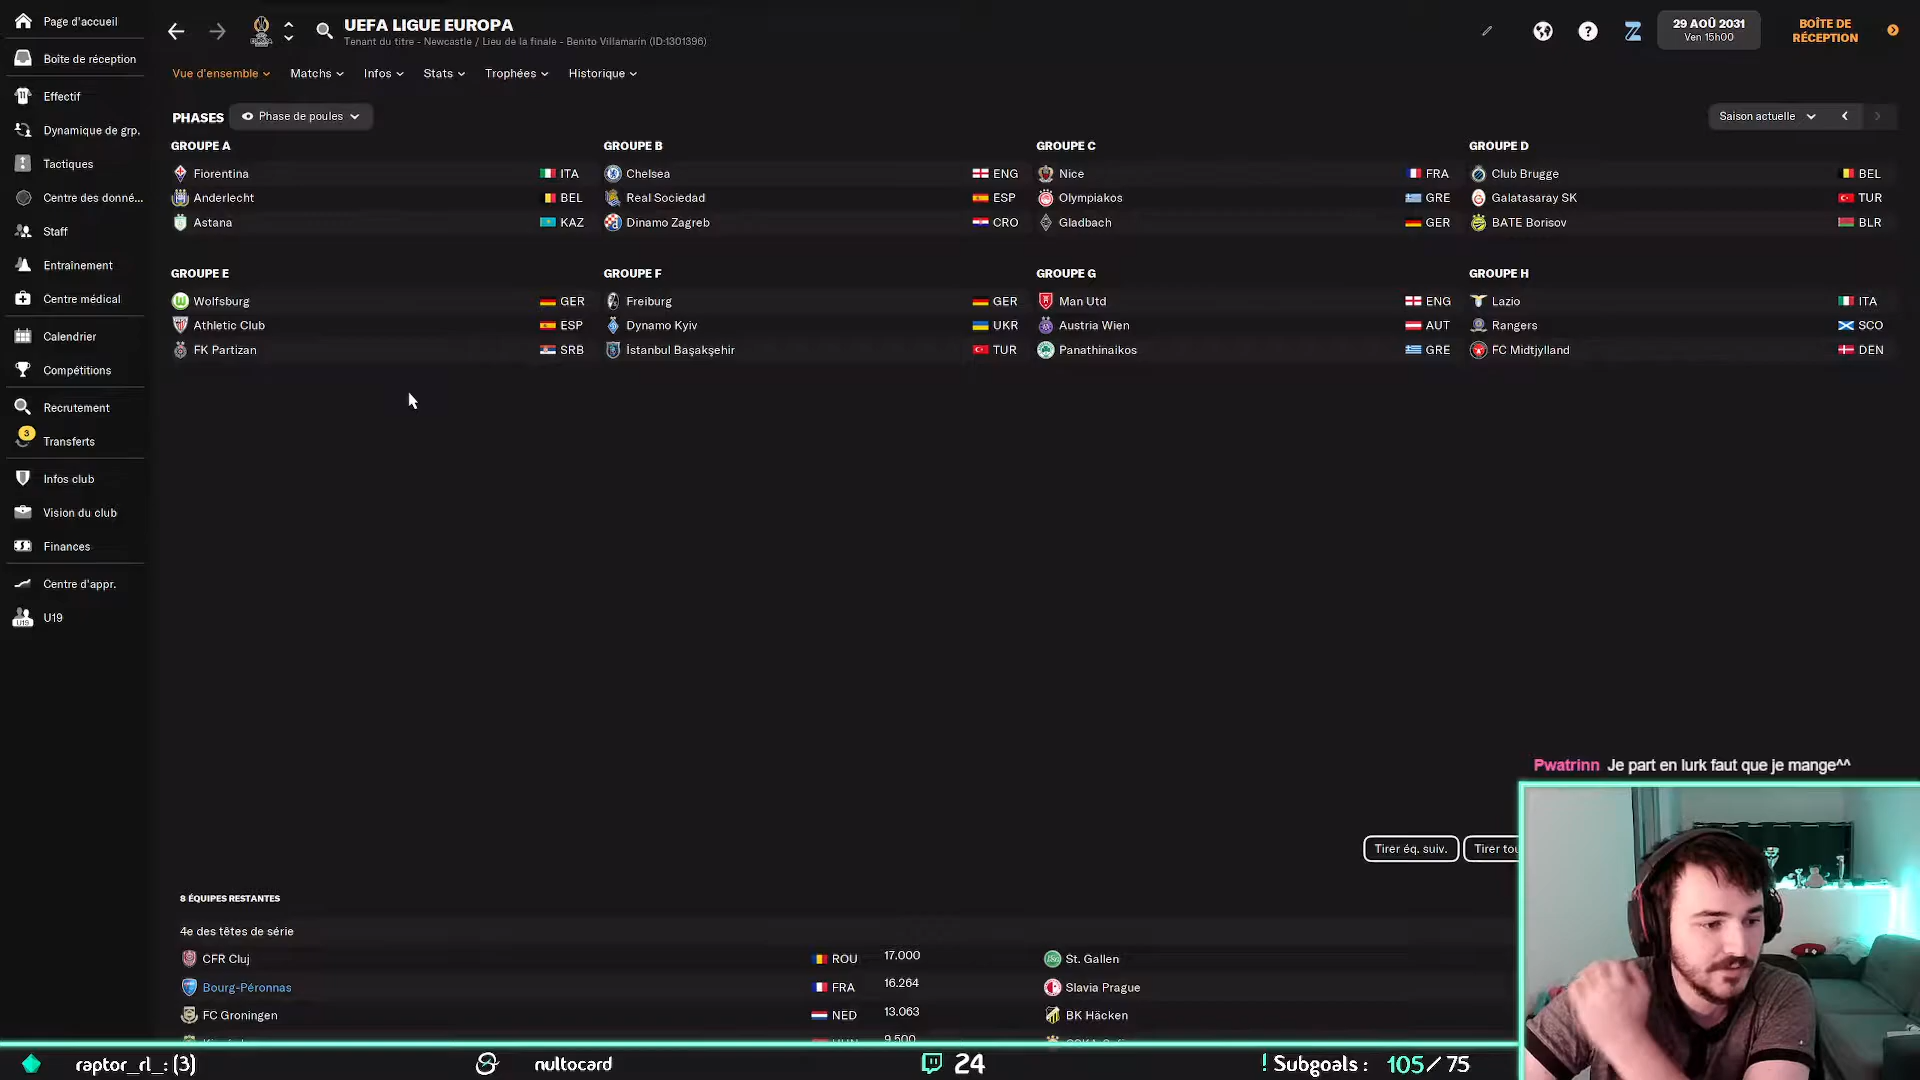 Page d'accueil
Boîte de réception
Effectif
Dynamique de grp.
Tactiques
Centre des donné...
Staff
Entraînement
Centre médical
Calendrier
Compétitions
Recrutement
3
Transferts
Infos club
Vision du club
Finances
Centre d'appr.
U19
UEFA LIGUE EUROPA
Tenant du titre - Newcastle / Lieu de la finale - Benito Villamarín (ID:1301396)
29 AOÛ 2031
Ven 15h00
BOÎTE DE
RÉCEPTION
Vue d'ensemble Matchs Infos Stats Trophées Historique
PHASES Phase de poules
Saison actuelle
GROUPE A
Fiorentina ITA
Anderlecht BEL
Astana KAZ
GROUPE B
Chelsea ENG
Real Sociedad ESP
Dinamo Zagreb CRO
GROUPE C
Nice FRA
Olympiakos GRE
Gladbach GER
GROUPE D
Club Brugge BEL
Galatasaray SK TUR
BATE Borisov BLR
GROUPE E
Wolfsburg GER
Athletic Club ESP
FK Partizan SRB
GROUPE F
Freiburg GER
Dynamo Kyiv UKR
İstanbul Başakşehir TUR
GROUPE G
Man Utd ENG
Austria Wien AUT
Panathinaikos GRE
GROUPE H
Lazio ITA
Rangers SCO
FC Midtjylland DEN
Pwatrinn Je part en lurk faut que je mange^^
Tirer éq. suiv. Tirer tou
8 ÉQUIPES RESTANTES
4e des têtes de série
CFR Cluj ROU 17.000 St. Gallen
Bourg-Péronnas FRA 16.264 Slavia Prague
FC Groningen NED 13.063 BK Häcken
9.500
raptor_rl_: (3) nultocard 24 ! Subgoals : 105 / 75